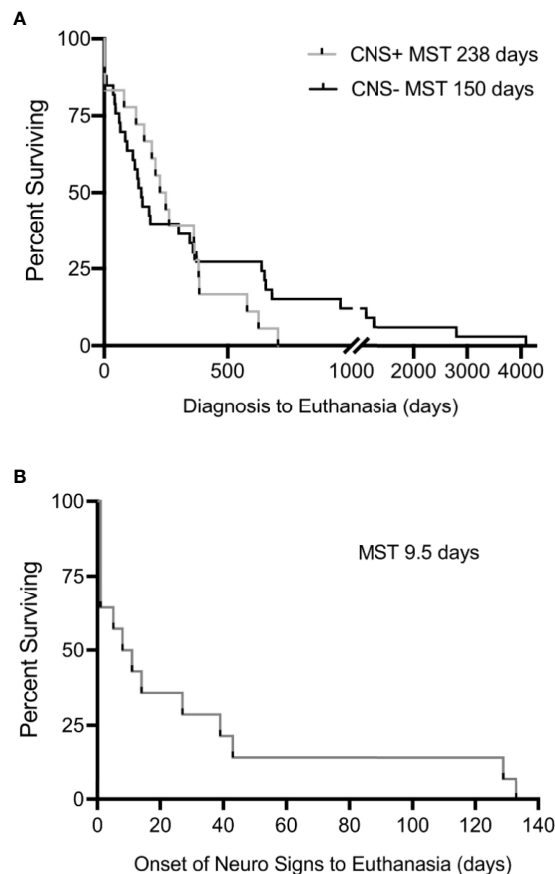 A
100
75
50
25
0
Percent Surviving
CNS+ MST 238 days
CNS- MST 150 days
0 500 1000 2000 3000 4000
Diagnosis to Euthanasia (days)
B
100
75
50
25
0
Percent Surviving
MST 9.5 days
0 20 40 60 80 100 120 140
Onset of Neuro Signs to Euthanasia (days)